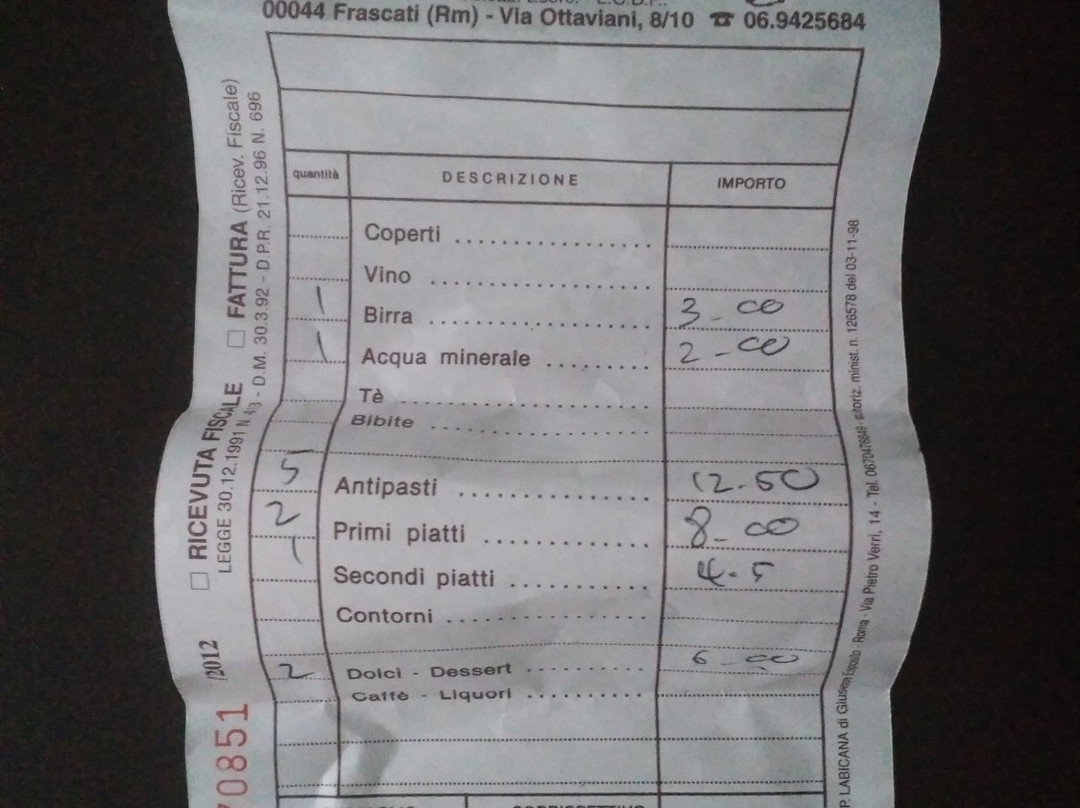 00044 Frascati (Rm) - Via Ottaviani, 8/10 ☎ 06.9425684
quantità DESCRIZIONE IMPORTO
Coperti ..................
Vino ....................
1 Birra .................... 3-00
1 Acqua minerale ......... 2-00
Tè .........................
Bibite ....................
5 Antipasti .................. 12.50
2 Primi piatti ............... 8-00
1 Secondi piatti ............ 4.5
Contorni ..................
2 Dolci - Dessert ........... 6-00
Caffè - Liquori ............
□ RICEVUTA FISCALE □ FATTURA (Ricev. Fiscale)
LEGGE 30.12.1991 N. 413 - D.M. 30.3.92 - D.P.R. 21.12.96 N. 696
70851 /2012
P. LABICANA di - Roma - Via Pietro Verri, 14 - Tel. 0670476849 - autoriz. minist. n. 126578 del 03-11-98